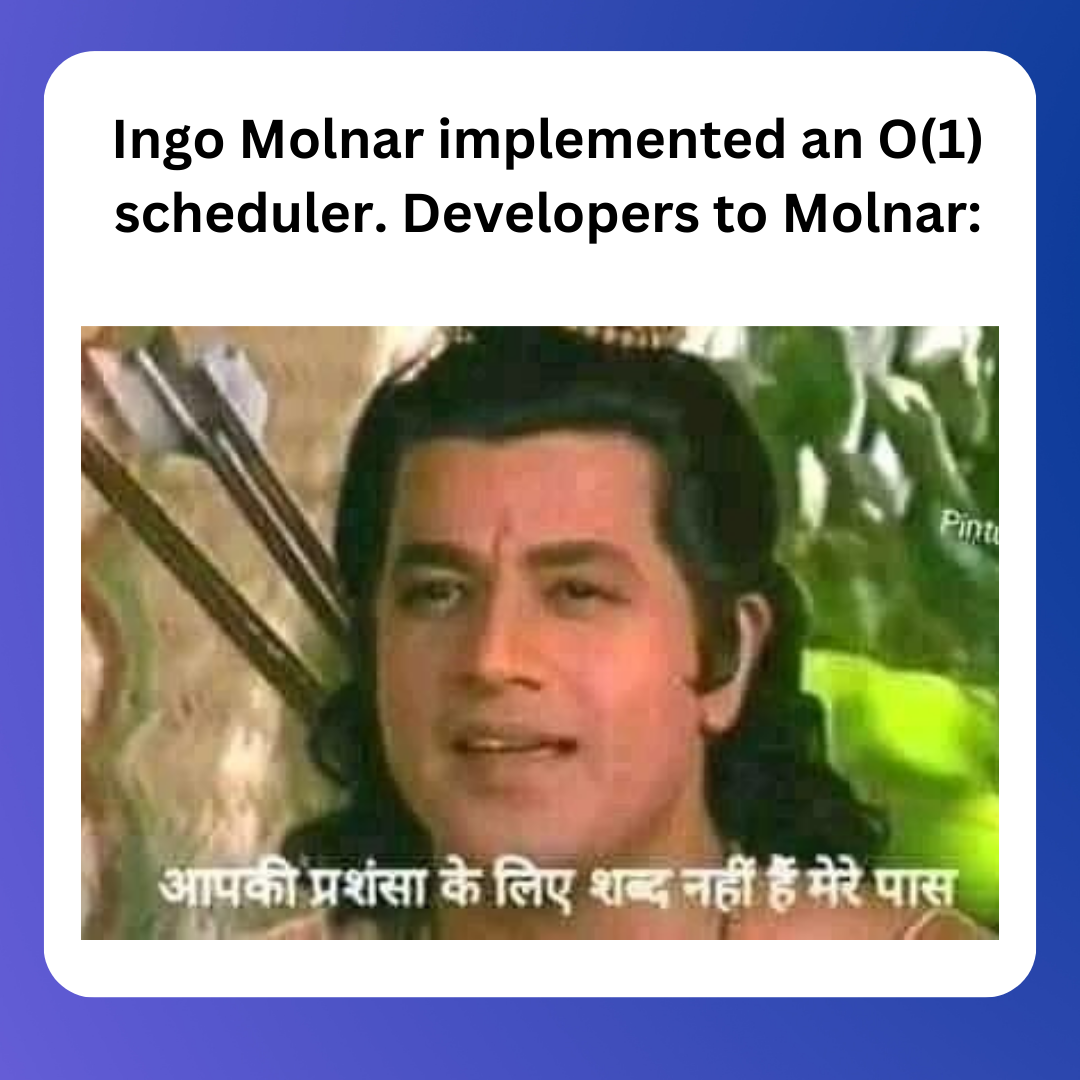 Ingo Molnar implemented an O(1)
scheduler. Developers to Molnar:
आपकी प्रशंसा के लिए शब्द नहीं हैं मेरे पास